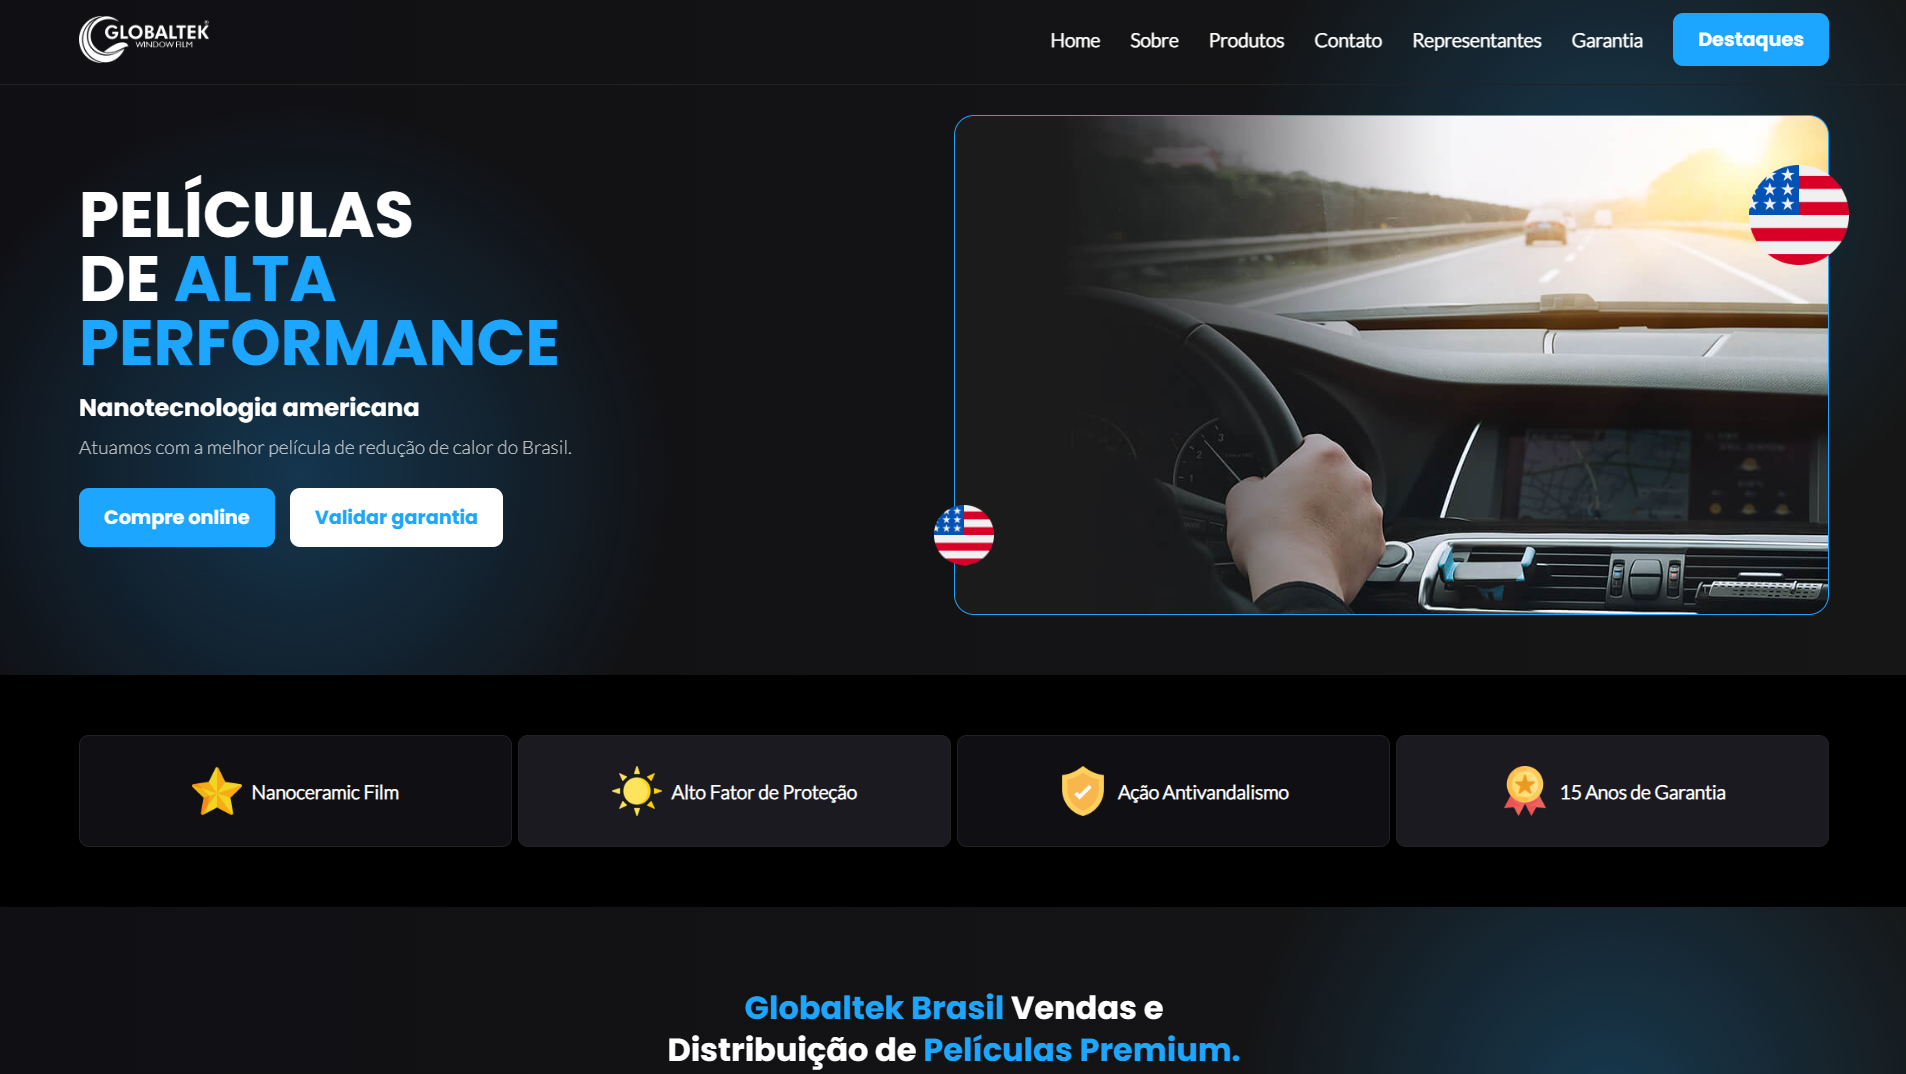 GLOBALTEK
WINDOW FILM
Home Sobre Produtos Contato Representantes Garantia Destaques
PELÍCULAS
DE ALTA
PERFORMANCE
Nanotecnologia americana
Atuamos com a melhor película de redução de calor do Brasil.
Compre online Validar garantia
Nanoceramic Film Alto Fator de Proteção Ação Antivandalismo 15 Anos de Garantia
Globaltek Brasil Vendas e
Distribuição de Películas Premium.